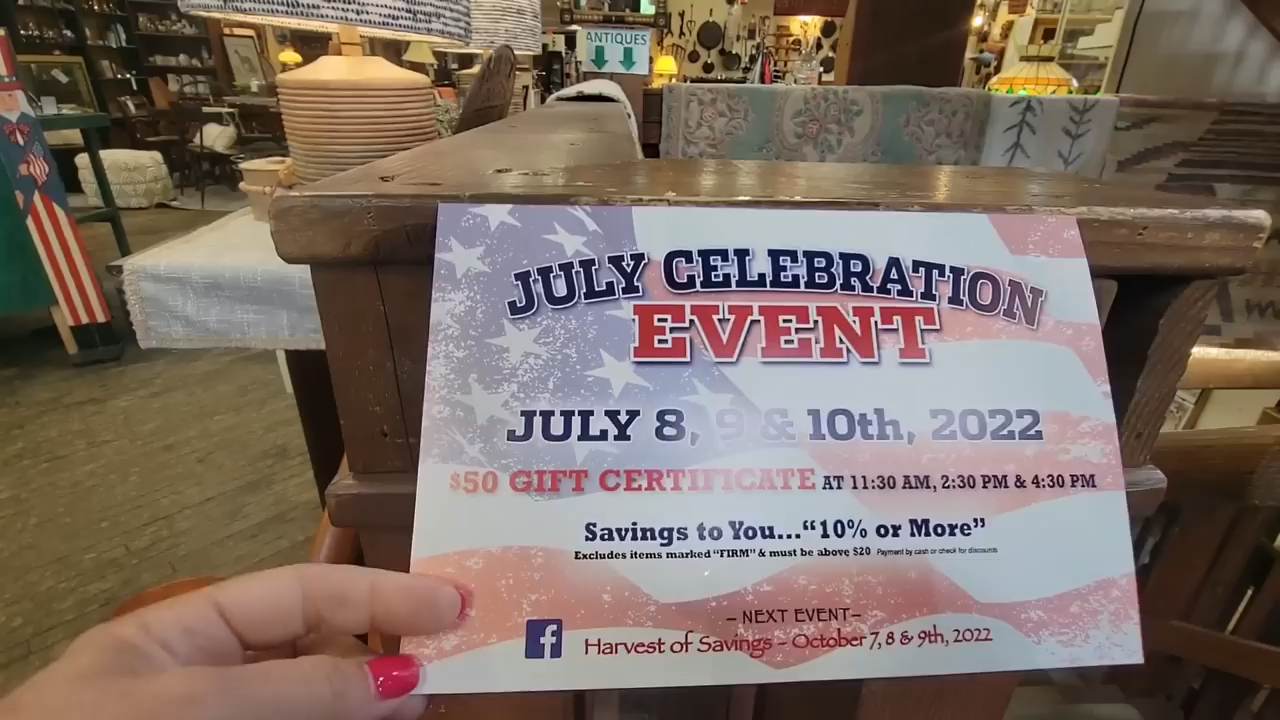 ANTIQUES
JULY CELEBRATION
EVENT
JULY 8, 9 & 10th, 2022
$50 GIFT CERTIFICATE AT 11:30 AM, 2:30 PM & 4:30 PM
Savings to You...“10% or More”
Excludes items marked “FIRM” & must be above $20 Payment by cash or check for discounts
– NEXT EVENT–
f Harvest of Savings – October 7, 8 & 9th, 2022